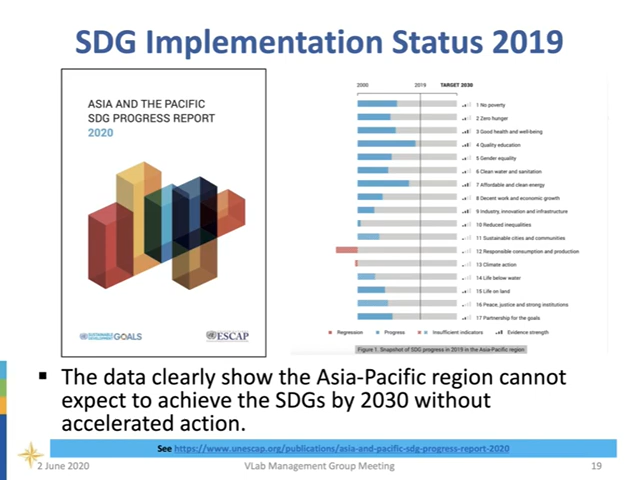 SDG Implementation Status 2019
ASIA AND THE PACIFIC
SDG PROGRESS REPORT
2020
SUSTAINABLE
DEVELOPMENT
GOALS
ESCAP
2000
2019
TARGET 2030
1 No poverty
2 Zero hunger
3 Good health and well-being
4 Quality education
5 Gender equality
6 Clean water and sanitation
7 Affordable and clean energy
8 Decent work and economic growth
9 Industry, innovation and infrastructure
10 Reduced inequalities
11 Sustainable cities and communities
12 Responsible consumption and production
13 Climate action
14 Life below water
15 Life on land
16 Peace, justice and strong institutions
17 Partnership for the goals
Regression
Progress
Insufficient indicators
Evidence strength
Figure 1. Snapshot of SDG progress in 2019 in the Asia-Pacific region
▪ The data clearly show the Asia-Pacific region cannot
expect to achieve the SDGs by 2030 without
accelerated action.
See https://www.unescap.org/publications/asia-and-pacific-sdg-progress-report-2020
2 June 2020
VLab Management Group Meeting
19